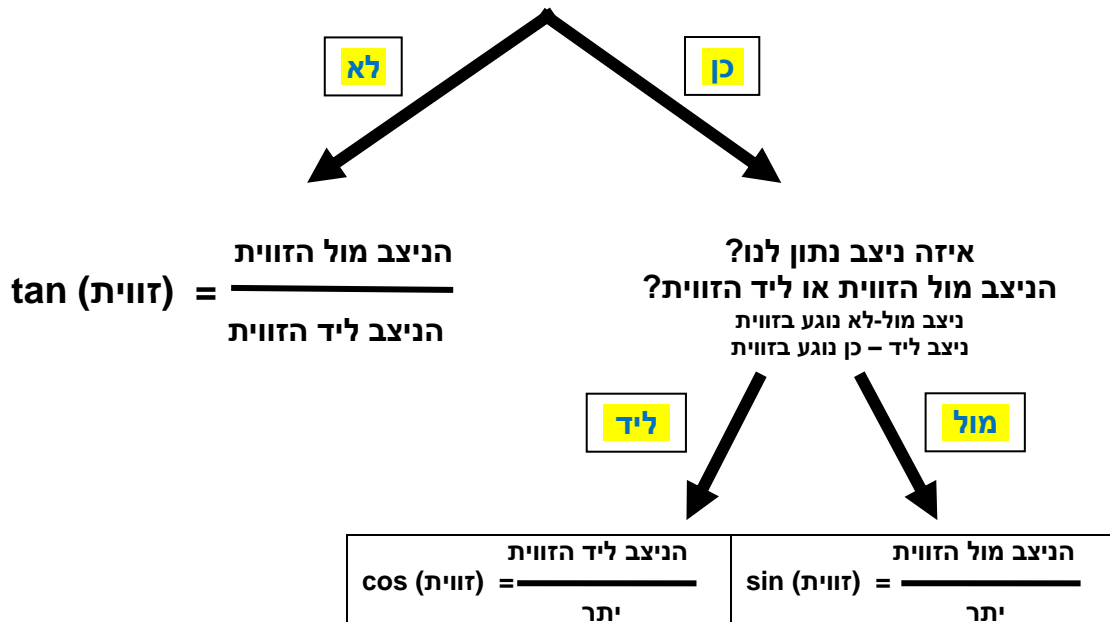 כן
לא
איזה ניצב נתון לנו?
הניצב מול הזווית או ליד הזווית?
ניצב מול-לא נוגע בזווית
ניצב ליד – כן נוגע בזווית
הניצב מול הזווית
tan (זווית) =
הניצב ליד הזווית
מול
ליד
הניצב מול הזווית
sin (זווית) =
יתר
הניצב ליד הזווית
cos (זווית) =
יתר